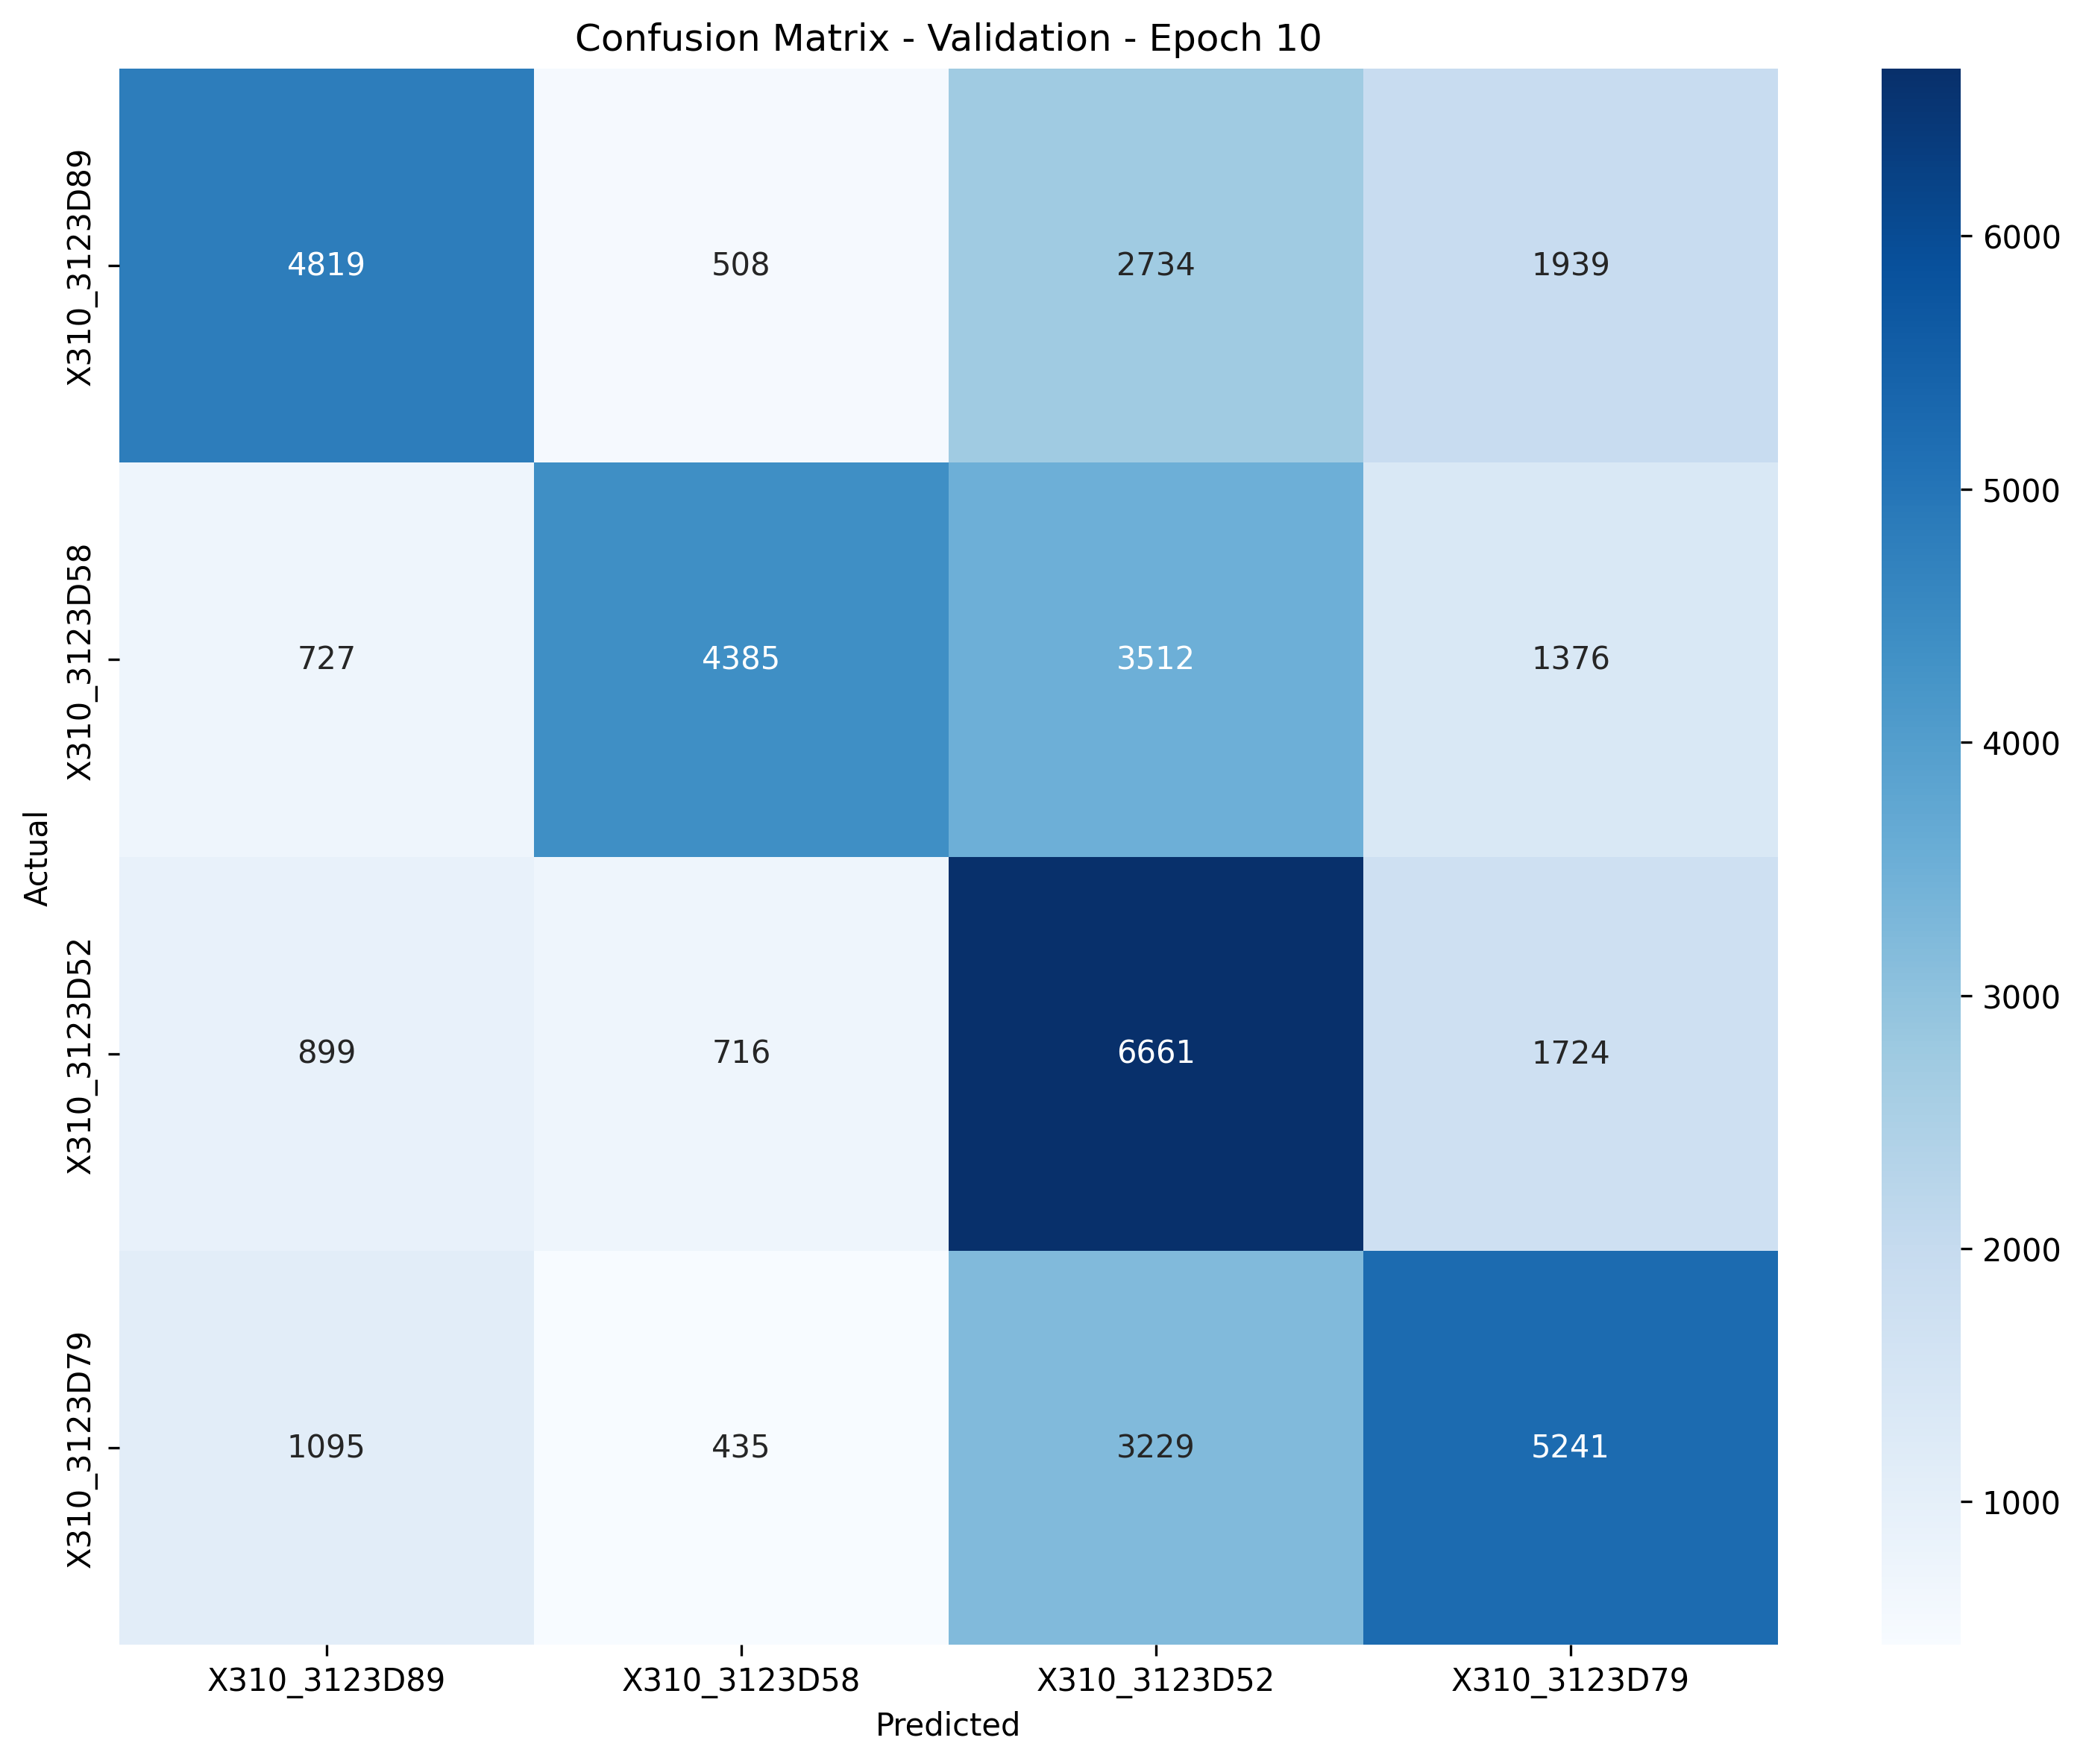 Confusion Matrix - Validation - Epoch 10
Actual
X310_3123D89
4819 508 2734 1939
X310_3123D58
727 4385 3512 1376
X310_3123D52
899 716 6661 1724
X310_3123D79
1095 435 3229 5241
X310_3123D89 X310_3123D58 X310_3123D52 X310_3123D79
Predicted
6000
5000
4000
3000
2000
1000